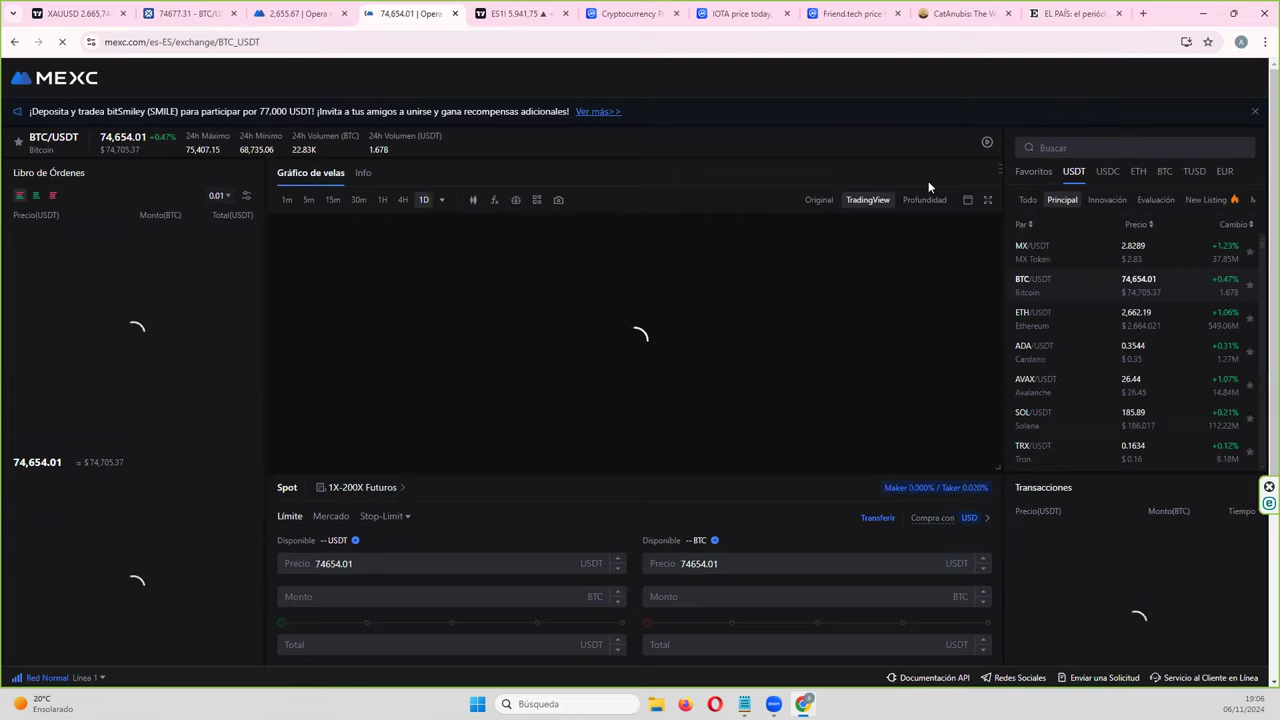 XAUUSD 2.665,74
74677.31 - BTC/U
2,655.67 | Opera c
74,654.01 | Opera
ES1! 5.941,75 ▲ +
Cryptocurrency P
IOTA price today,
Friendtech price t
CatAnubis: The W
EL PAÍS: el periódi
mexc.com/es-ES/exchange/BTC_USDT
A
MEXC
¡Deposita y tradea bitSmiley (SMILE) para participar por 77,000 USDT! ¡Invita a tus amigos a unirse y gana recompensas adicionales! Ver más>>
BTC/USDT 74,654.01 +0.47% 24h Máximo 24h Mínimo 24h Volumen (BTC) 24h Volumen (USDT)
Bitcoin $ 74,705.37 75,407.15 68,735.06 22.83K 1.67B
Libro de Órdenes
0.01
Precio(USDT) Monto(BTC) Total(USDT)
74,654.01 ≈ $ 74,705.37
Gráfico de velas Info
1m 5m 15m 30m 1H 4H 1D
Original TradingView Profundidad
Spot 1X-200X Futuros
Maker 0.000% / Taker 0.020%
Límite Mercado Stop-Limit
Transferir Compra con USD
Disponible -- USDT Disponible -- BTC
Precio 74654.01 USDT Precio 74654.01 USDT
Monto BTC Monto BTC
Total USDT Total USDT
Buscar
Favoritos USDT USDC ETH BTC TUSD EUR
Todo Principal Innovación Evaluación New Listing
Par Precio Cambio
MX/USDT 2.8289 +1.23%
MX Token $ 2.83 37.85M
BTC/USDT 74,654.01 +0.47%
Bitcoin $ 74,705.37 1.67B
ETH/USDT 2,662.19 +1.06%
Ethereum $ 2,664.021 549.06M
ADA/USDT 0.3544 +0.31%
Cardano $ 0.35 1.27M
AVAX/USDT 26.44 +1.07%
Avalanche $ 26.45 14.84M
SOL/USDT 185.89 +0.21%
Solana $ 186.017 112.22M
TRX/USDT 0.1634 +0.12%
Tron $ 0.16 8.18M
Transacciones
Precio(USDT) Monto(BTC) Tiempo
Red Normal Línea 1
Documentación API Redes Sociales Enviar una Solicitud Servicio al Cliente en Línea
20°C
Ensolarado
Búsqueda
zoom
19:06
06/11/2024